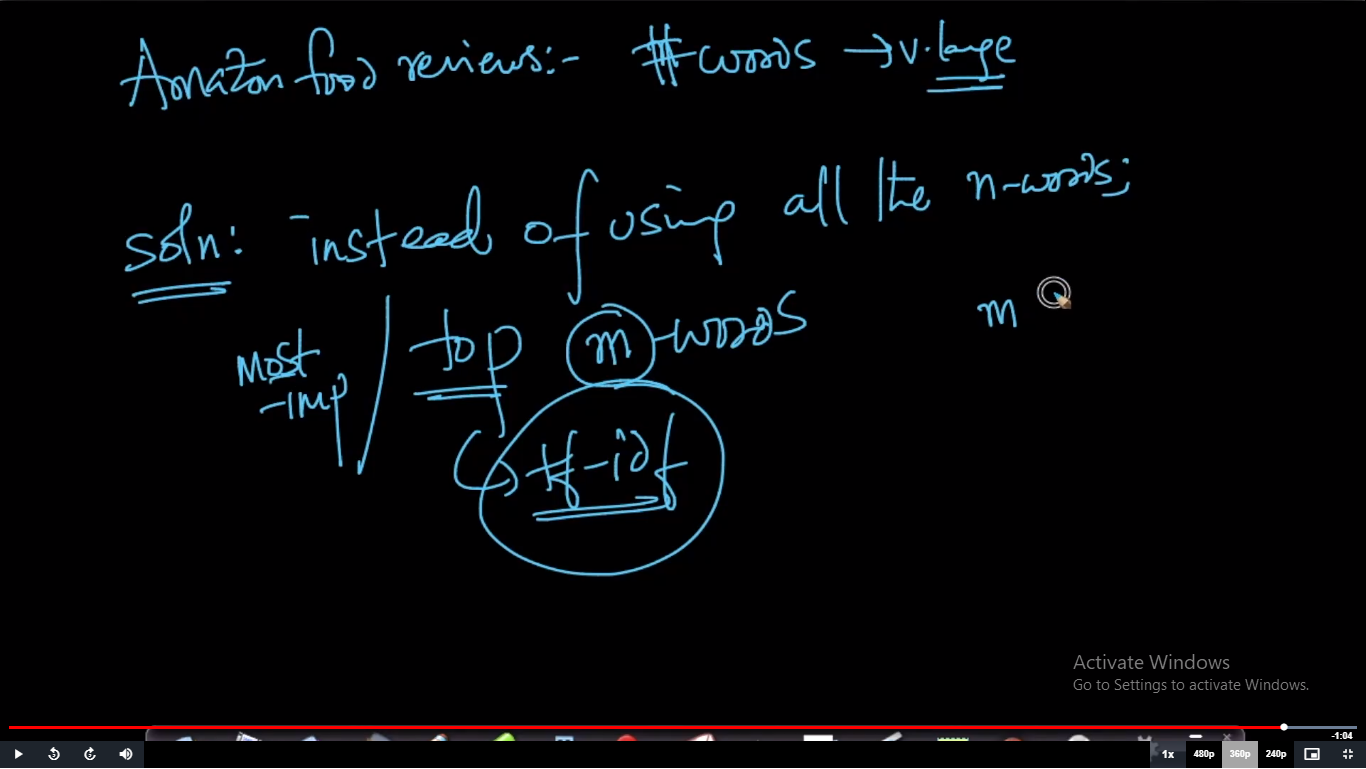 Amazon food reviews:- #words → v.large
soln: instead of using all the n-words;
most / top m-words m
-imp
tf-idf
Activate Windows
Go to Settings to activate Windows.
-1:04
1x 480p 360p 240p